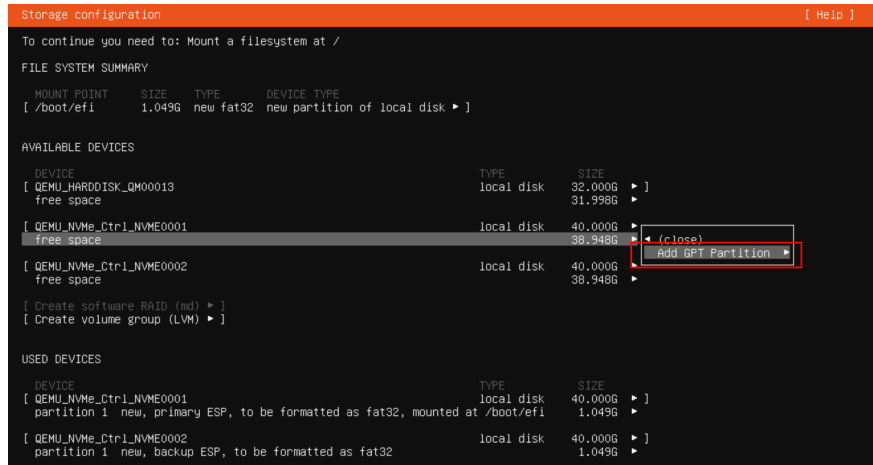 Storage configuration [ Help ]
To continue you need to: Mount a filesystem at /
FILE SYSTEM SUMMARY
MOUNT POINT SIZE TYPE DEVICE TYPE
[ /boot/efi 1.049G new fat32 new partition of local disk ▸ ]
AVAILABLE DEVICES
DEVICE TYPE SIZE
[ QEMU_HARDDISK_QM00013 local disk 32.000G ▸ ]
free space 31.998G ▸
[ QEMU_NVMe_Ctrl_NVME0001 local disk 40.000G ▸
free space 38.948G ▸ ◂ (close)
Add GPT Partition ▸
[ QEMU_NVMe_Ctrl_NVME0002 local disk 40.000G ▸
free space 38.948G ▸
[ Create software RAID (md) ▸ ]
[ Create volume group (LVM) ▸ ]
USED DEVICES
DEVICE TYPE SIZE
[ QEMU_NVMe_Ctrl_NVME0001 local disk 40.000G ▸ ]
partition 1 new, primary ESP, to be formatted as fat32, mounted at /boot/efi 1.049G ▸
[ QEMU_NVMe_Ctrl_NVME0002 local disk 40.000G ▸ ]
partition 1 new, backup ESP, to be formatted as fat32 1.049G ▸